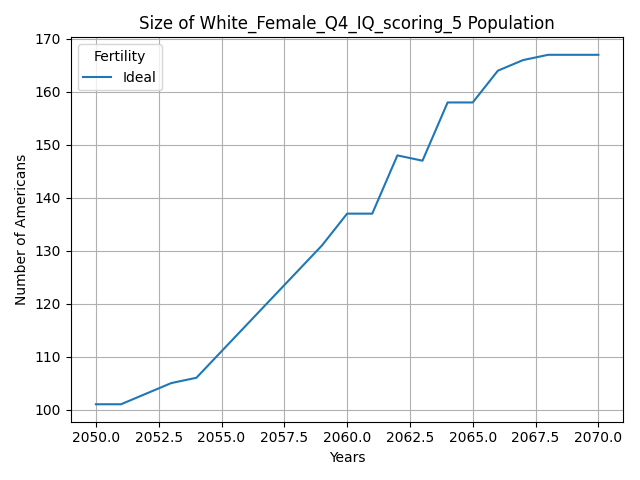 Size of White_Female_Q4_IQ_scoring_5 Population
Fertility
Ideal
Number of Americans
170
160
150
140
130
120
110
100
2050.0 2052.5 2055.0 2057.5 2060.0 2062.5 2065.0 2067.5 2070.0
Years